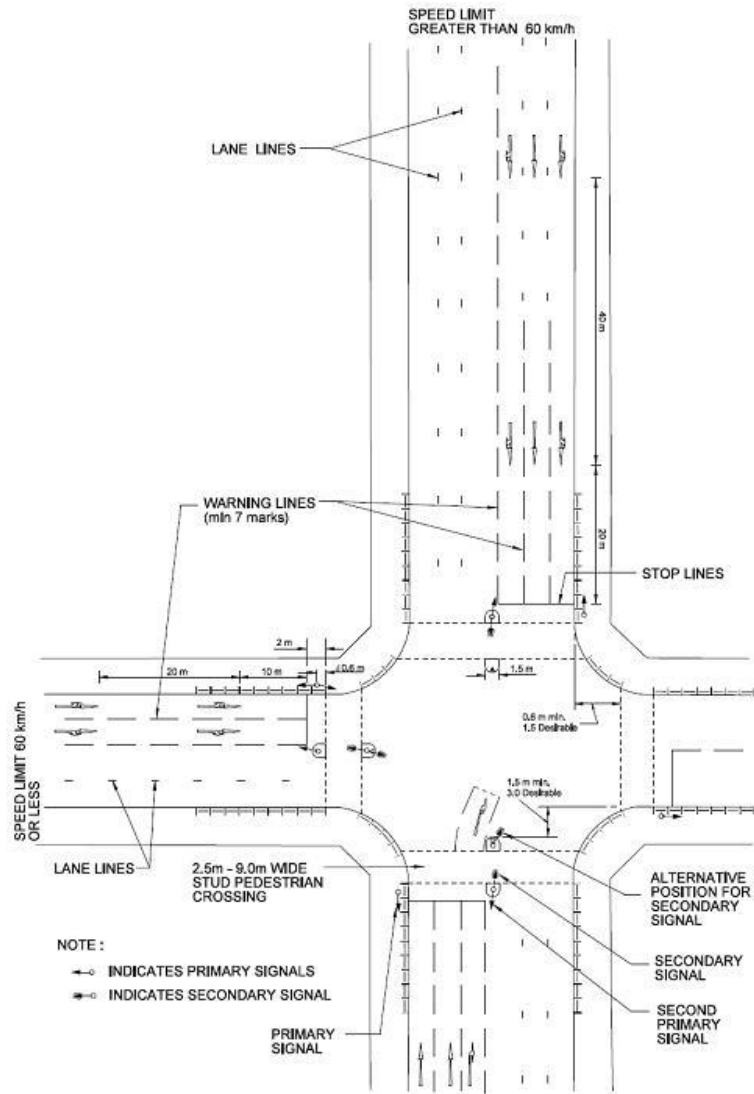 SPEED LIMIT
GREATER THAN 60 km/h
LANE LINES
40 m
WARNING LINES
(min 7 marks)
20 m
STOP LINES
2 m
20 m
10 m
0.6 m
1.5 m
0.6 m min.
1.5 Desirable
SPEED LIMIT 60 km/h
OR LESS
1.5 m min.
3.0 Desirable
LANE LINES
2.5m - 9.0m WIDE
STUD PEDESTRIAN
CROSSING
ALTERNATIVE
POSITION FOR
SECONDARY
SIGNAL
NOTE :
INDICATES PRIMARY SIGNALS
INDICATES SECONDARY SIGNAL
SECONDARY
SIGNAL
SECOND
PRIMARY
SIGNAL
PRIMARY
SIGNAL